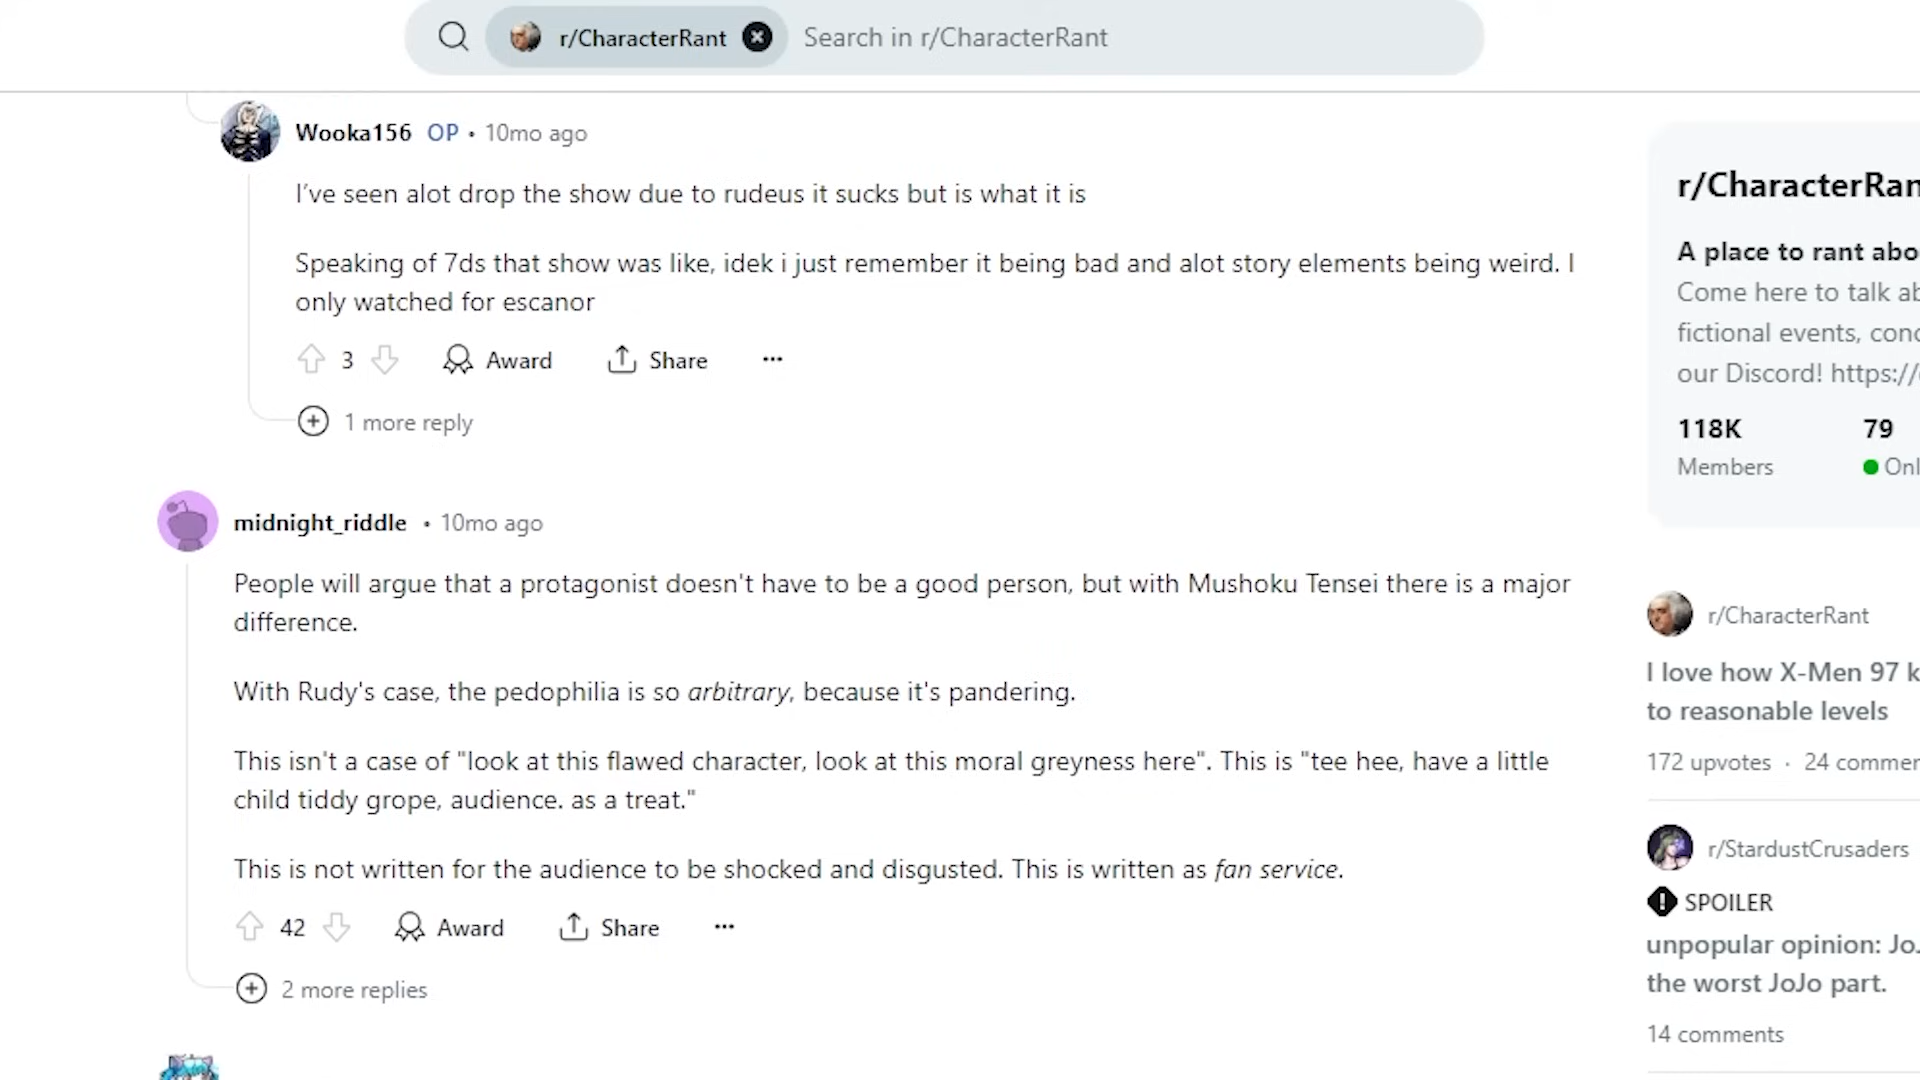 r/CharacterRant Search in r/CharacterRant
Wooka156 OP • 10mo ago
I've seen alot drop the show due to rudeus it sucks but is what it is
Speaking of 7ds that show was like, idek i just remember it being bad and alot story elements being weird. I
only watched for escanor
3 Award Share ...
1 more reply
midnight_riddle • 10mo ago
People will argue that a protagonist doesn't have to be a good person, but with Mushoku Tensei there is a major
difference.
With Rudy's case, the pedophilia is so arbitrary, because it's pandering.
This isn't a case of "look at this flawed character, look at this moral greyness here". This is "tee hee, have a little
child tiddy grope, audience. as a treat."
This is not written for the audience to be shocked and disgusted. This is written as fan service.
42 Award Share ...
2 more replies
r/CharacterRan
A place to rant abo
Come here to talk ab
fictional events, conc
our Discord! https://
118K 79
Members Onl
r/CharacterRant
I love how X-Men 97 k
to reasonable levels
172 upvotes · 24 commen
r/StardustCrusaders
SPOILER
unpopular opinion: Jo
the worst JoJo part.
14 comments